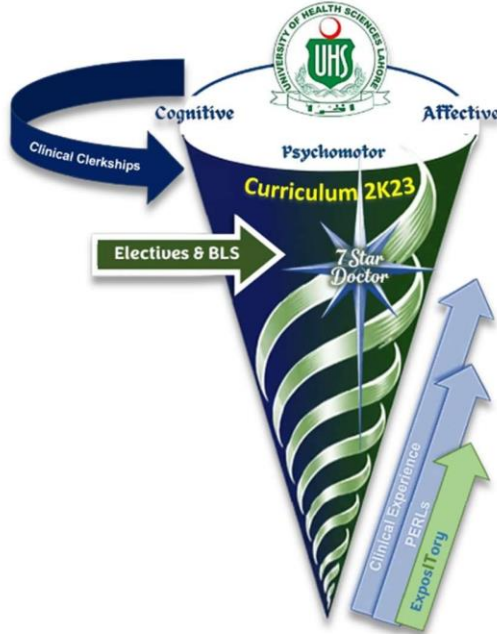 UNIVERSITY OF HEALTH SCIENCES LAHORE
UHS
Cognitive
Affective
Clinical Clerkships
Psychomotor
Curriculum 2K23
Electives & BLS
7 Star
Doctor
Clinical Experience
PERLs
ExposITory